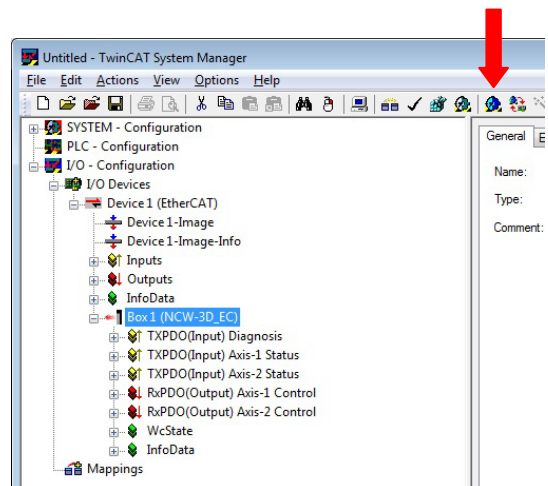 Untitled - TwinCAT System Manager
File Edit Actions View Options Help
SYSTEM - Configuration
PLC - Configuration
I/O - Configuration
I/O Devices
Device 1 (EtherCAT)
Device 1-Image
Device 1-Image-Info
Inputs
Outputs
InfoData
Box 1 (NCW-3D_EC)
TXPDO(Input) Diagnosis
TXPDO(Input) Axis-1 Status
TXPDO(Input) Axis-2 Status
RxPDO(Output) Axis-1 Control
RxPDO(Output) Axis-2 Control
WcState
InfoData
Mappings
General E
Name:
Type:
Comment: